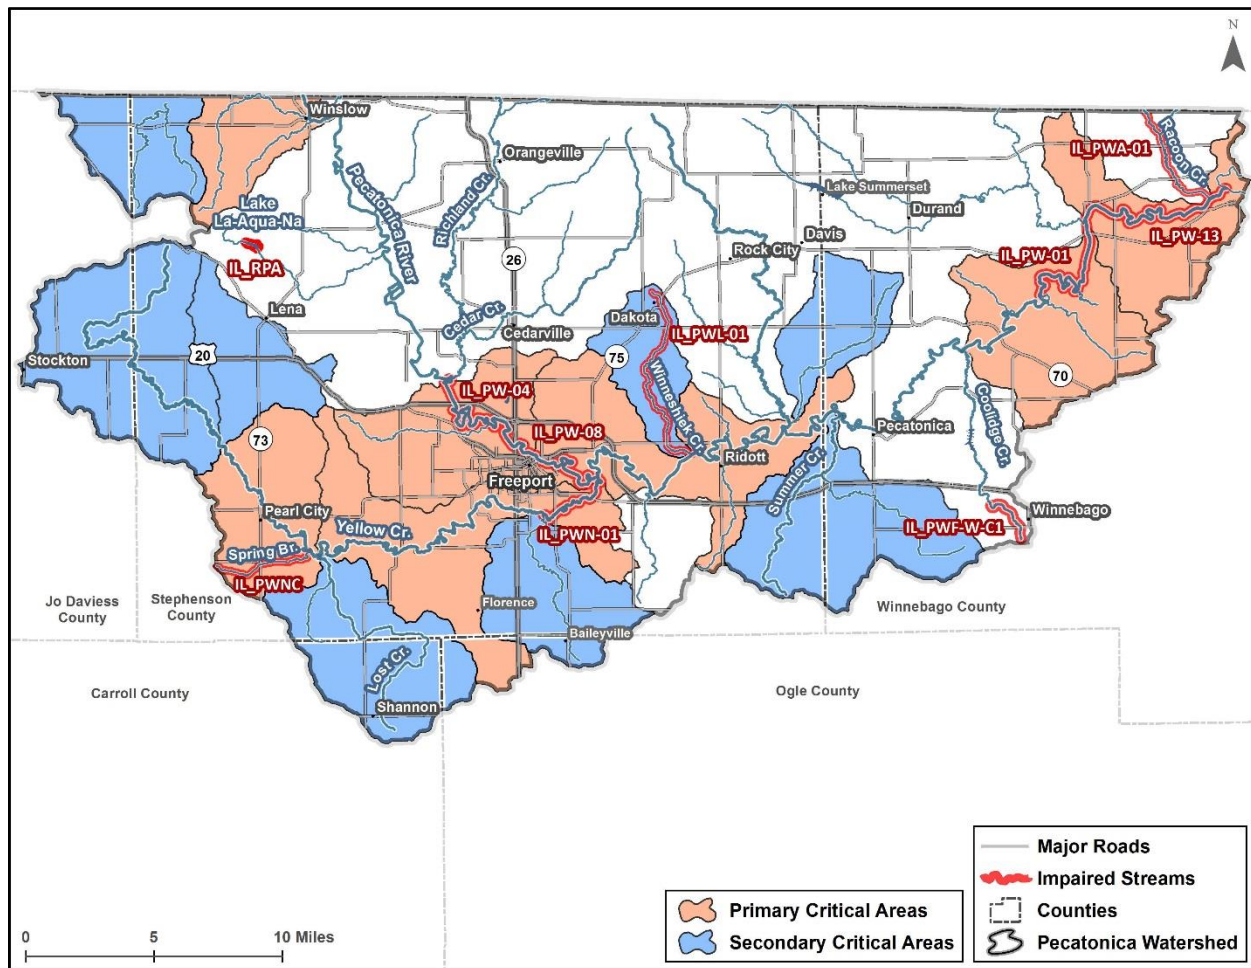 N
Winslow
Orangeville
IL_PWA-01
Racoon Cr.
Lake
La-Aqua-Na
IL_RPA
Pecatonica River
Richland Cr.
26
Lake Summerset
Durand
Davis
Rock City
IL_PW-13
IL_PW-01
Lena
Cedar Cr.
Cedarville
Dakota
IL_PWL-01
Stockton
20
75
Winneshiek Cr.
70
73
IL_PW-04
IL_PW-08
Freeport
Ridott
Summer Cr.
Pecatonica
Coolidge Cr.
Pearl City
Yellow Cr.
IL_PWN-01
IL_PWF-W-C1
Winnebago
Spring Br.
IL_PWNC
Jo Daviess
County
Stephenson
County
Florence
Baileyville
Winnebago County
Lost Cr.
Carroll County
Shannon
Ogle County
0 5 10 Miles
Primary Critical Areas
Secondary Critical Areas
Major Roads
Impaired Streams
Counties
Pecatonica Watershed